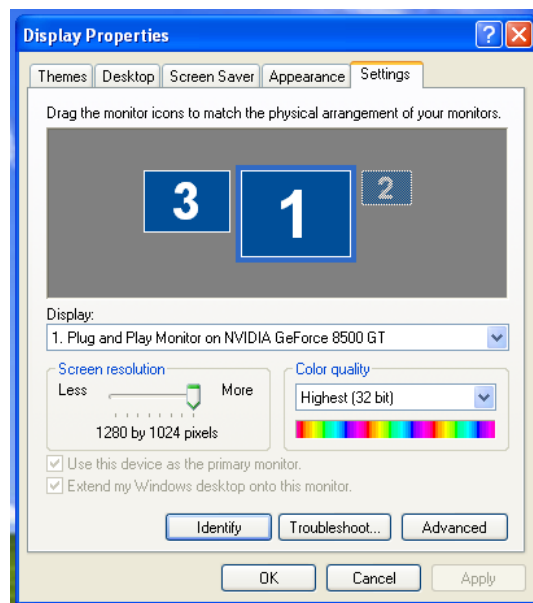 Display Properties
Themes Desktop Screen Saver Appearance Settings
Drag the monitor icons to match the physical arrangement of your monitors.
3 1 2
Display:
1. Plug and Play Monitor on NVIDIA GeForce 8500 GT
Screen resolution
Less More
1280 by 1024 pixels
Color quality
Highest (32 bit)
Use this device as the primary monitor.
Extend my Windows desktop onto this monitor.
Identify Troubleshoot... Advanced
OK Cancel Apply